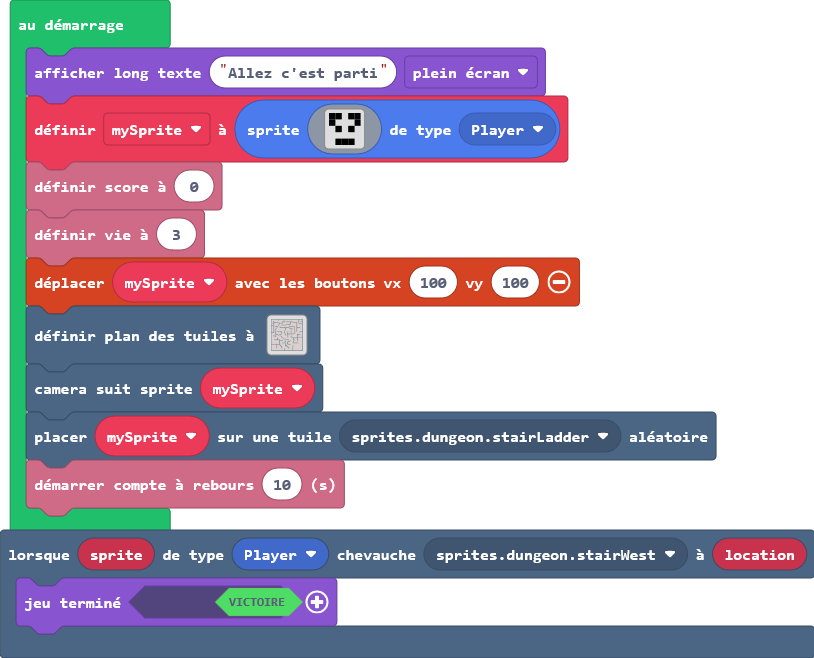 au démarrage
afficher long texte "Allez c'est parti" plein écran
définir mySprite à sprite de type Player
définir score à 0
définir vie à 3
déplacer mySprite avec les boutons vx 100 vy 100
définir plan des tuiles à
camera suit sprite mySprite
placer mySprite sur une tuile sprites.dungeon.stairLadder aléatoire
démarrer compte à rebours 10 (s)
lorsque sprite de type Player chevauche sprites.dungeon.stairWest à location
jeu terminé VICTOIRE